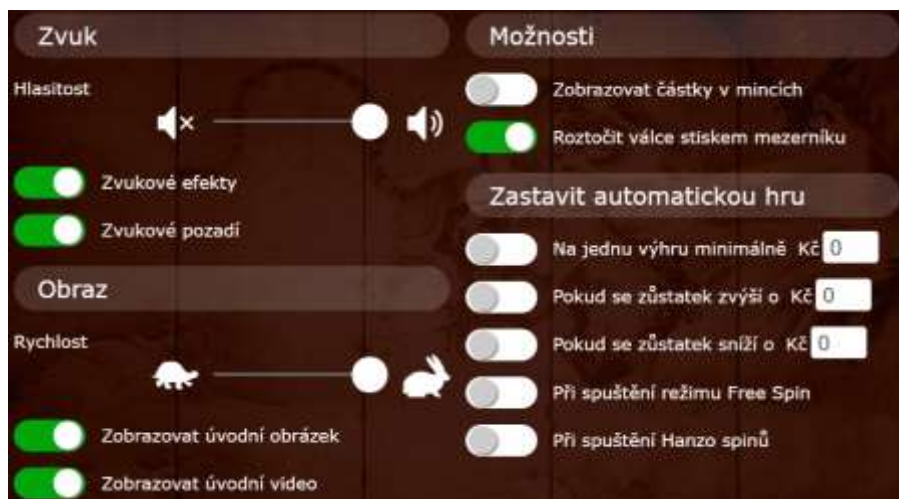 Zvuk
Hlasitost
Zvukové efekty
Zvukové pozadí
Obraz
Rychlost
Zobrazovat úvodní obrázek
Zobrazovat úvodní video
Možnosti
Zobrazovat částky v mincích
Roztočit válce stiskem mezerníku
Zastavit automatickou hru
Na jednu výhru minimálně Kč 0
Pokud se zůstatek zvýší o Kč 0
Pokud se zůstatek sníží o Kč 0
Při spuštění režimu Free Spin
Při spuštění Hanzo spinů